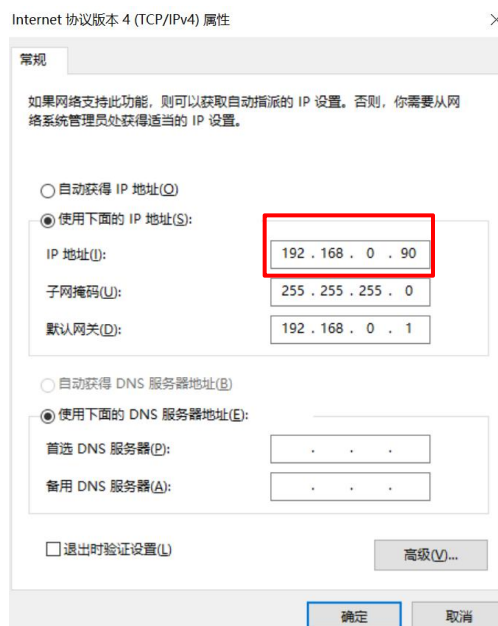 Internet 协议版本 4 (TCP/IPv4) 属性
常规
如果网络支持此功能，则可以获取自动指派的 IP 设置。否则，你需要从网
络系统管理员处获得适当的 IP 设置。
自动获得 IP 地址(O)
使用下面的 IP 地址(S):
IP 地址(I): 192 . 168 . 0 . 90
子网掩码(U): 255 . 255 . 255 . 0
默认网关(D): 192 . 168 . 0 . 1
自动获得 DNS 服务器地址(B)
使用下面的 DNS 服务器地址(E):
首选 DNS 服务器(P): . . .
备用 DNS 服务器(A): . . .
退出时验证设置(L)
高级(V)...
确定 取消